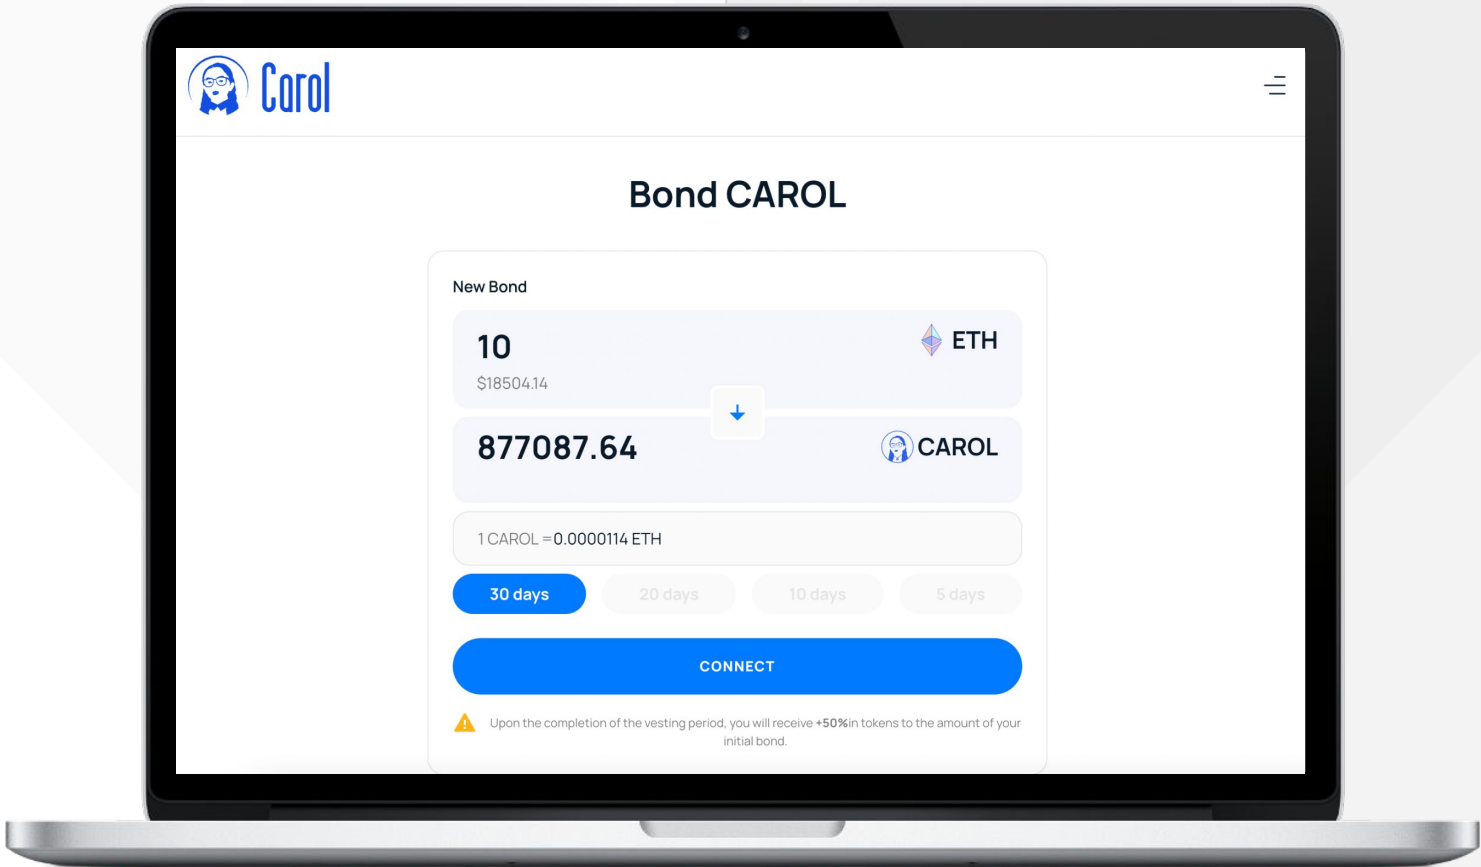 Carol
Bond CAROL
New Bond
10
ETH
$18504.14
877087.64
CAROL
1 CAROL =0.0000114 ETH
30 days
20 days
10 days
5 days
CONNECT
Upon the completion of the vesting period, you will receive +50%in tokens to the amount of your
initial bond.